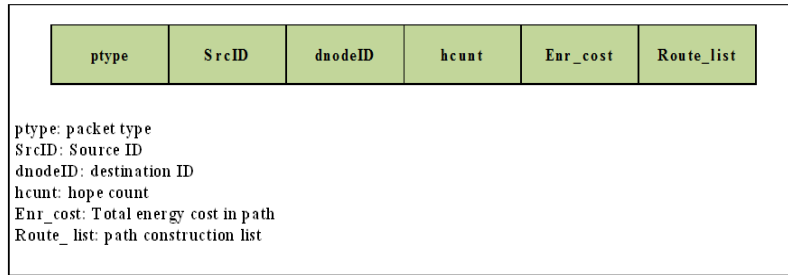 ptype SrcID dnodeID hcunt Enr_cost Route_list
ptype: packet type
SrcID: Source ID
dnodeID: destination ID
hcunt: hope count
Enr_cost: Total energy cost in path
Route_ list: path construction list